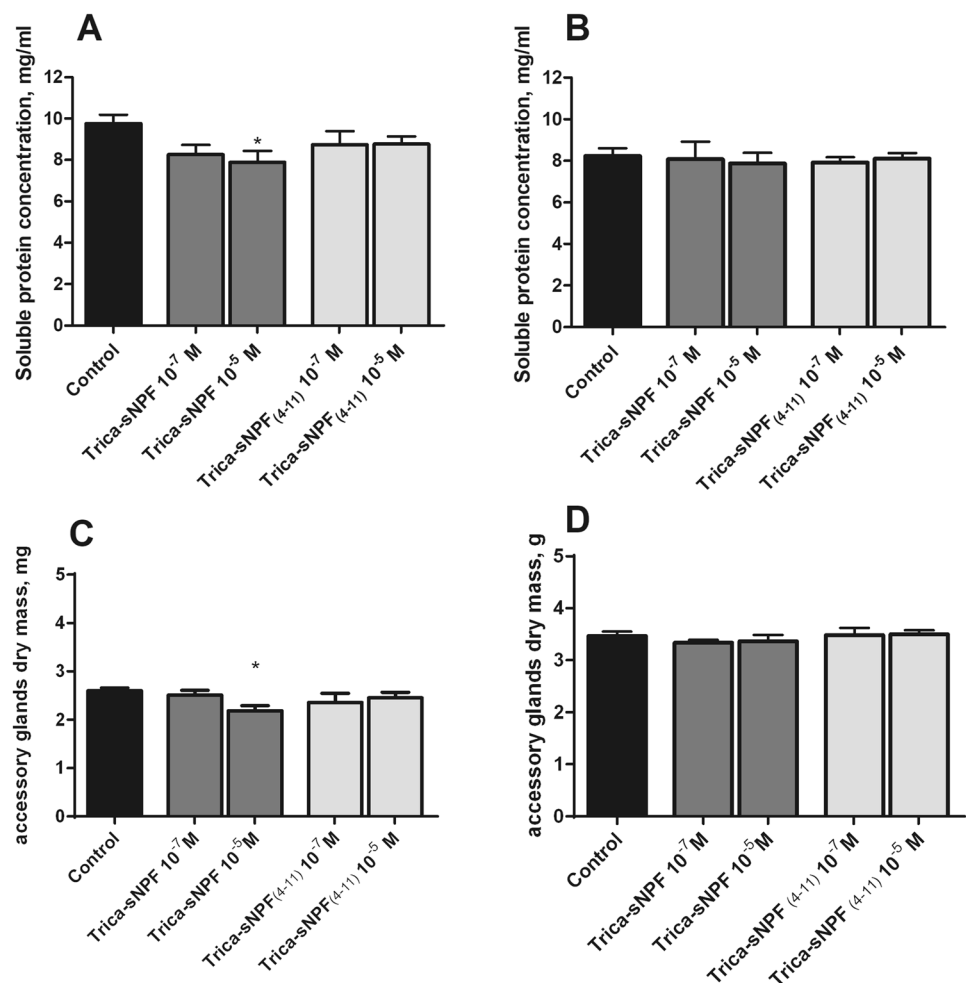 A
Soluble protein concentration, mg/ml
12
10
8
6
4
2
0
*
Control
Trica-sNPF 10-7 M
Trica-sNPF 10-5 M
Trica-sNPF(4-11) 10-7 M
Trica-sNPF(4-11) 10-5 M
B
Soluble protein concentration, mg/ml
12
10
8
6
4
2
0
Control
Trica-sNPF 10-7 M
Trica-sNPF 10-5 M
Trica-sNPF(4-11) 10-7 M
Trica-sNPF(4-11) 10-5 M
C
accessory glands dry mass, mg
5
4
3
2
1
0
*
Control
Trica-sNPF 10-7 M
Trica-sNPF 10-5 M
Trica-sNPF(4-11) 10-7 M
Trica-sNPF(4-11) 10-5 M
D
accessory glands dry mass, g
5
4
3
2
1
0
Control
Trica-sNPF 10-7 M
Trica-sNPF 10-5 M
Trica-sNPF (4-11) 10-7 M
Trica-sNPF (4-11) 10-5 M